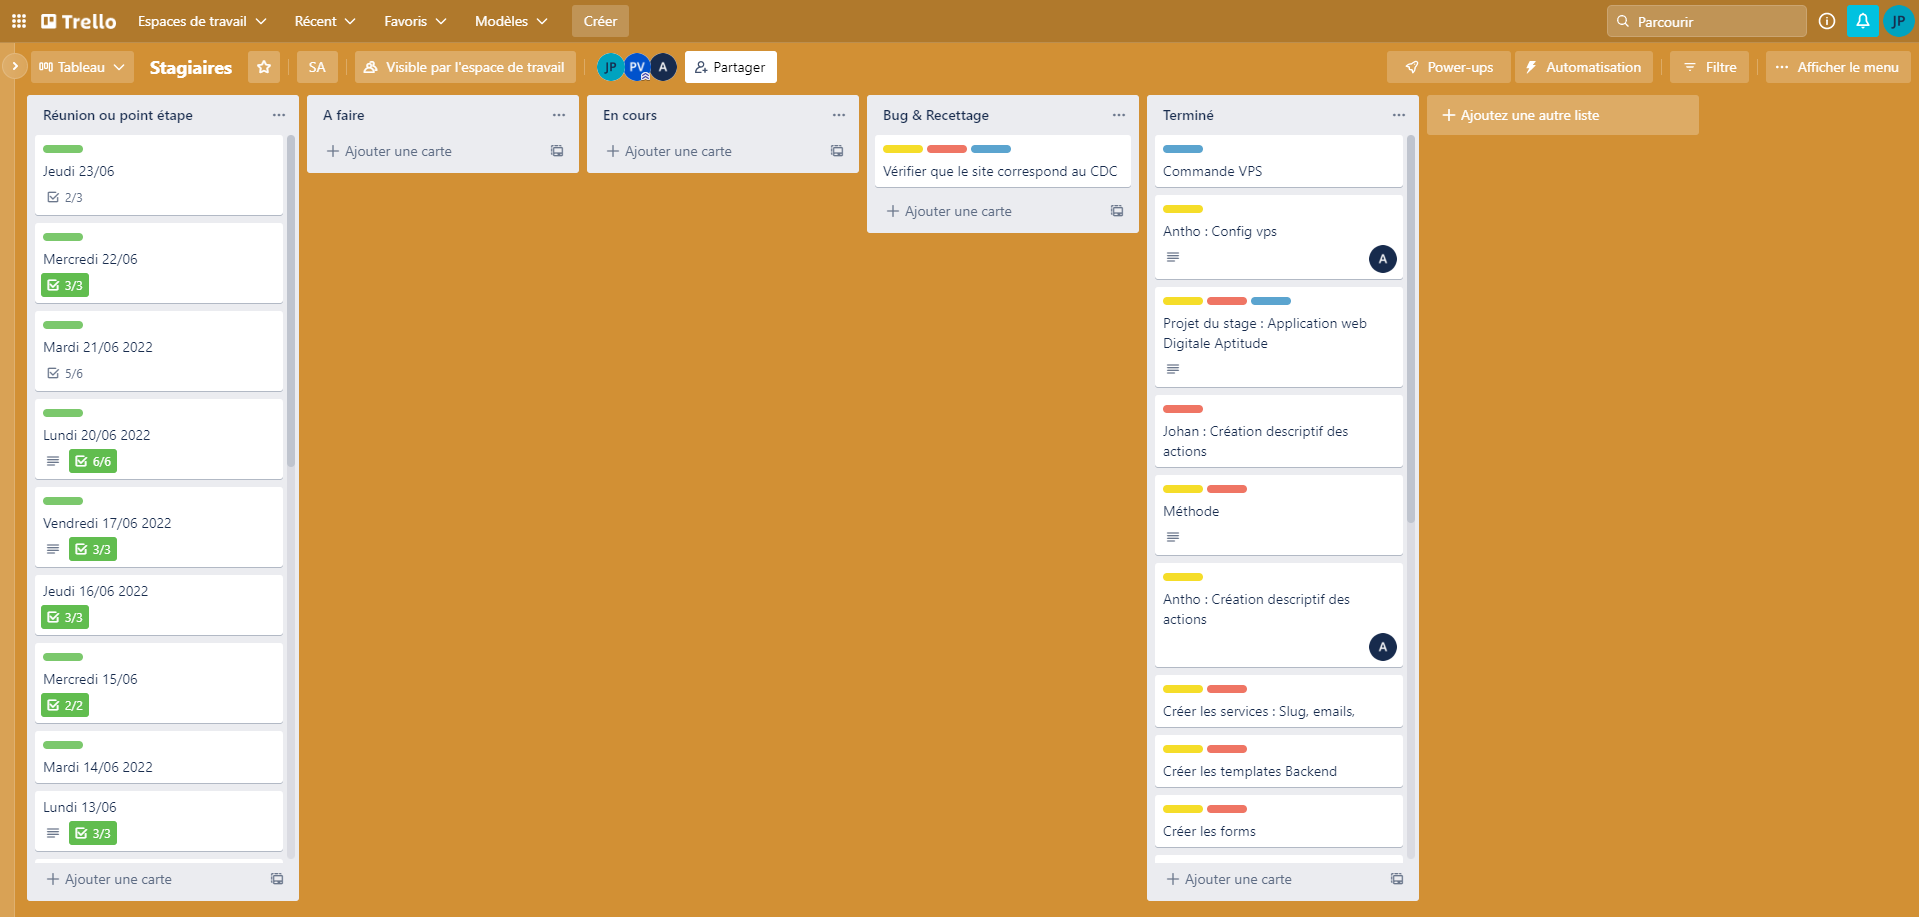 Trello
Espaces de travail
Récent
Favoris
Modèles
Créer
Parcourir
JP
Tableau
Stagiaires
SA
Visible par l'espace de travail
JP
PV
A
Partager
Power-ups
Automatisation
Filtre
Afficher le menu
Réunion ou point étape
Jeudi 23/06
2/3
Mercredi 22/06
3/3
Mardi 21/06 2022
5/6
Lundi 20/06 2022
6/6
Vendredi 17/06 2022
3/3
Jeudi 16/06 2022
3/3
Mercredi 15/06
2/2
Mardi 14/06 2022
Lundi 13/06
3/3
Ajouter une carte
A faire
Ajouter une carte
En cours
Ajouter une carte
Bug & Recettage
Vérifier que le site correspond au CDC
Ajouter une carte
Terminé
Commande VPS
Antho : Config vps
A
Projet du stage : Application web
Digitale Aptitude
Johan : Création descriptif des
actions
Méthode
Antho : Création descriptif des
actions
A
Créer les services : Slug, emails,
Créer les templates Backend
Créer les forms
Ajouter une carte
Ajoutez une autre liste